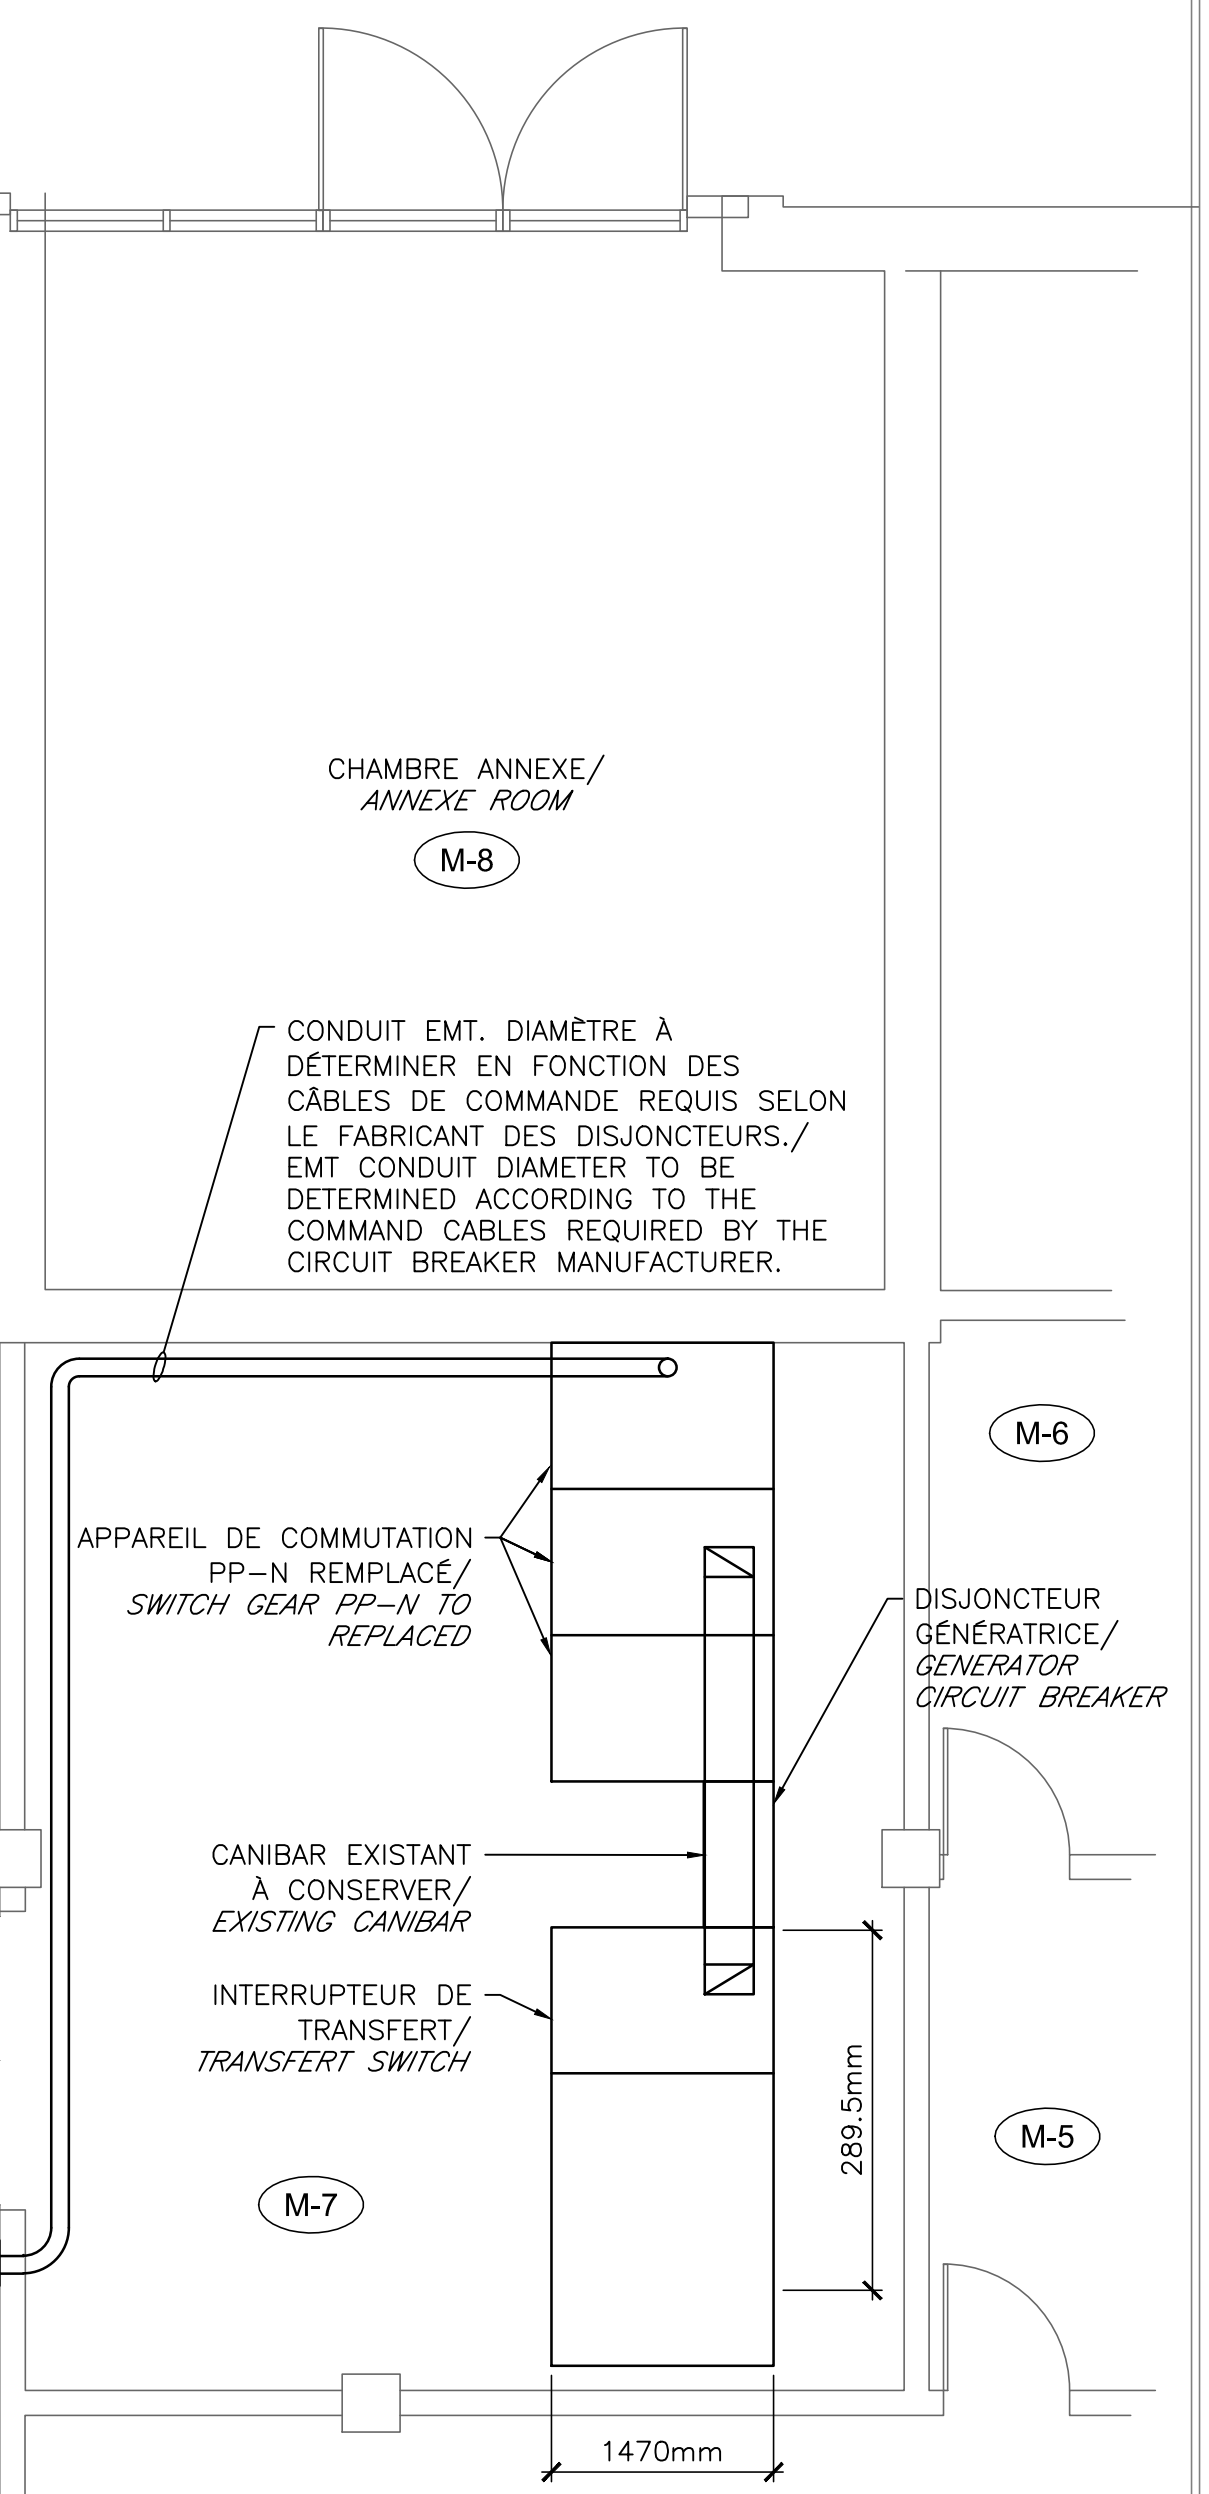 CHAMBRE ANNEXE/
ANNEXE ROOM
M-8
CONDUIT EMT. DIAMÈTRE À
DÉTERMINER EN FONCTION DES
CÂBLES DE COMMANDE REQUIS SELON
LE FABRICANT DES DISJONCTEURS./
EMT CONDUIT DIAMETER TO BE
DETERMINED ACCORDING TO THE
COMMAND CABLES REQUIRED BY THE
CIRCUIT BREAKER MANUFACTURER.
M-6
APPAREIL DE COMMUTATION
PP-N REMPLACÉ/
SWITCH GEAR PP-N TO
REPLACED
DISJONCTEUR
GÉNÉRATRICE/
GENERATOR
CIRCUIT BREAKER
CANIBAR EXISTANT
À CONSERVER/
EXISTING CANIBAR
INTERRUPTEUR DE
TRANSFERT/
TRANSFERT SWITCH
289.5mm
M-5
M-7
1470mm